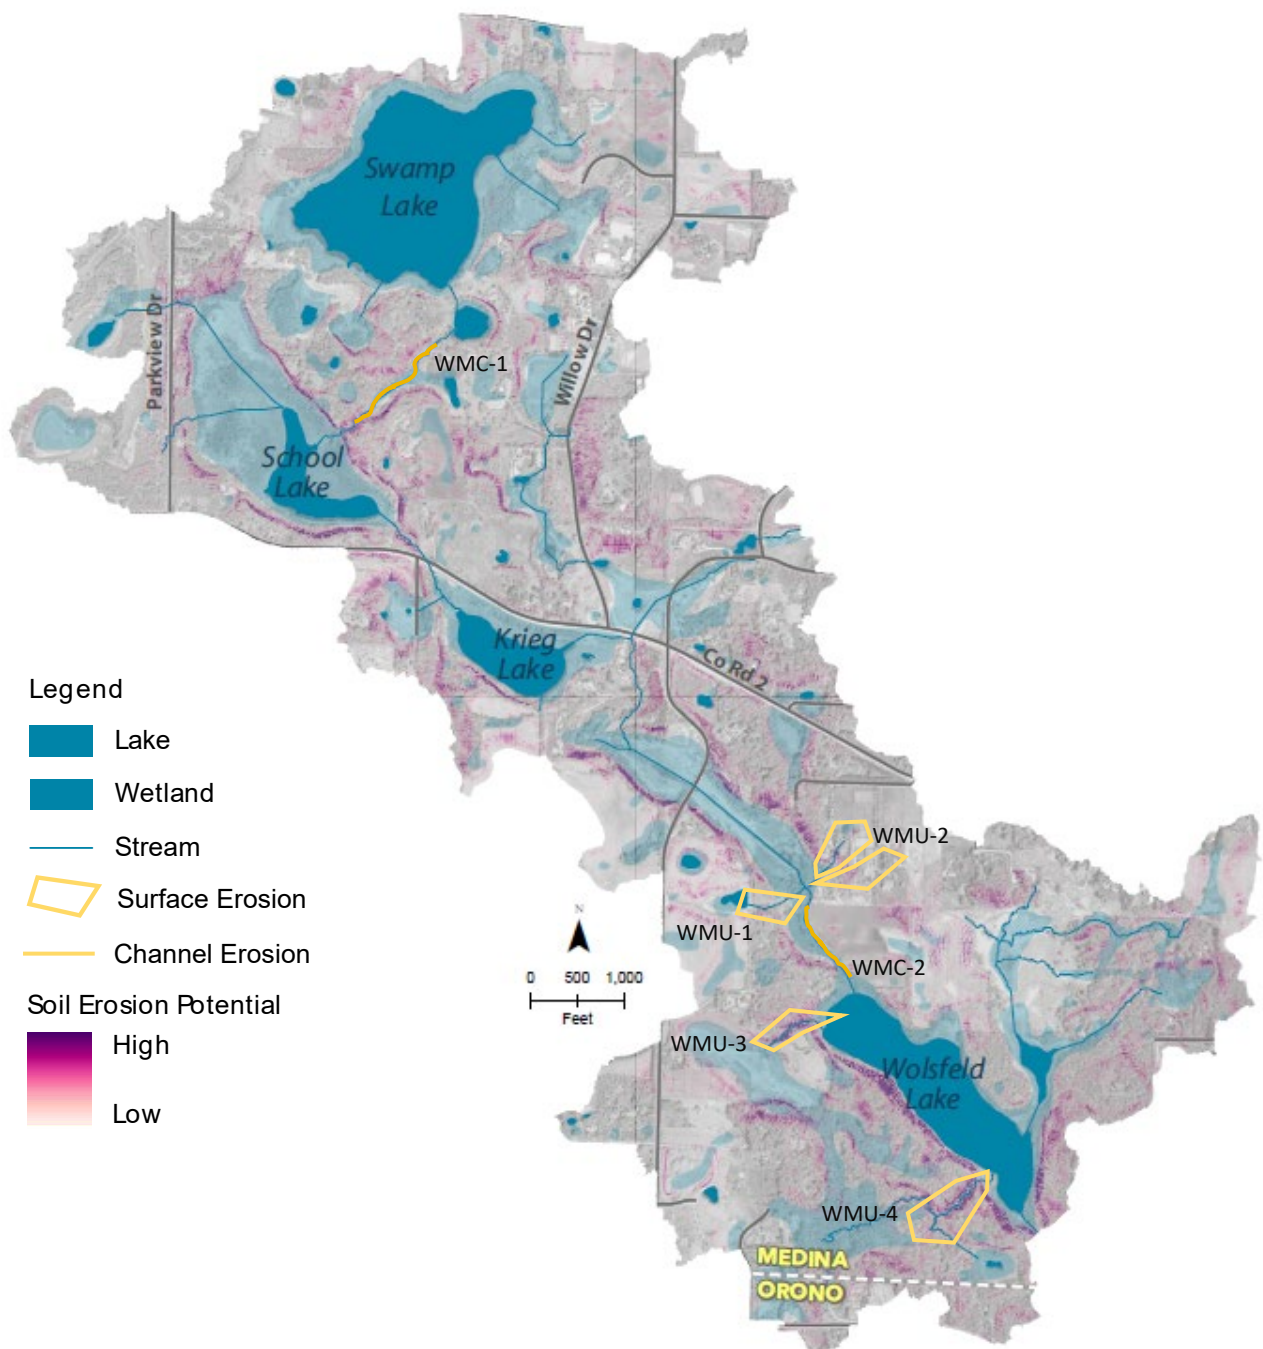 Swamp
Lake
Parkview Dr
Willow Dr
WMC-1
School
Lake
Krieg
Lake
Co Rd 2
Legend
Lake
Wetland
Stream
Surface Erosion
Channel Erosion
Soil Erosion Potential
High
Low
N
0 500 1,000
Feet
WMU-2
WMU-1
WMC-2
WMU-3
Wolsfeld
Lake
WMU-4
MEDINA
ORONO